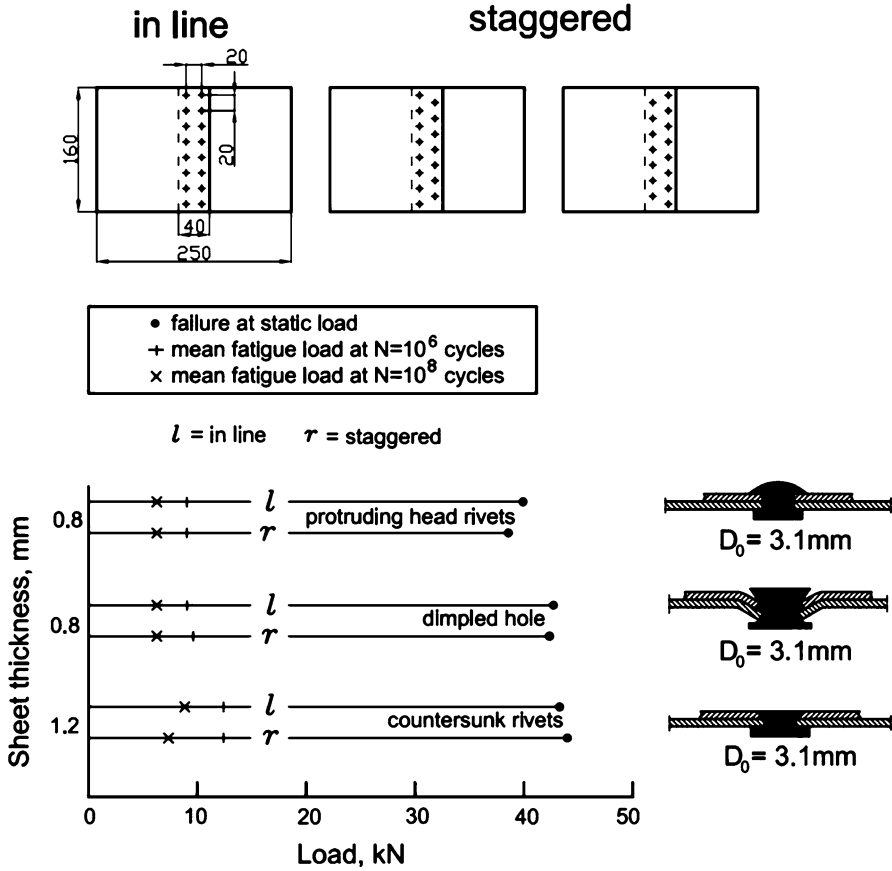 in line
staggered
20
160
20
40
250
● failure at static load
+ mean fatigue load at N=10⁶ cycles
× mean fatigue load at N=10⁸ cycles
l = in line r = staggered
Sheet thickness, mm
0.8
l
protruding head rivets
r
D₀= 3.1mm
0.8
l
dimpled hole
r
D₀= 3.1mm
1.2
l
countersunk rivets
r
D₀= 3.1mm
0 10 20 30 40 50
Load, kN